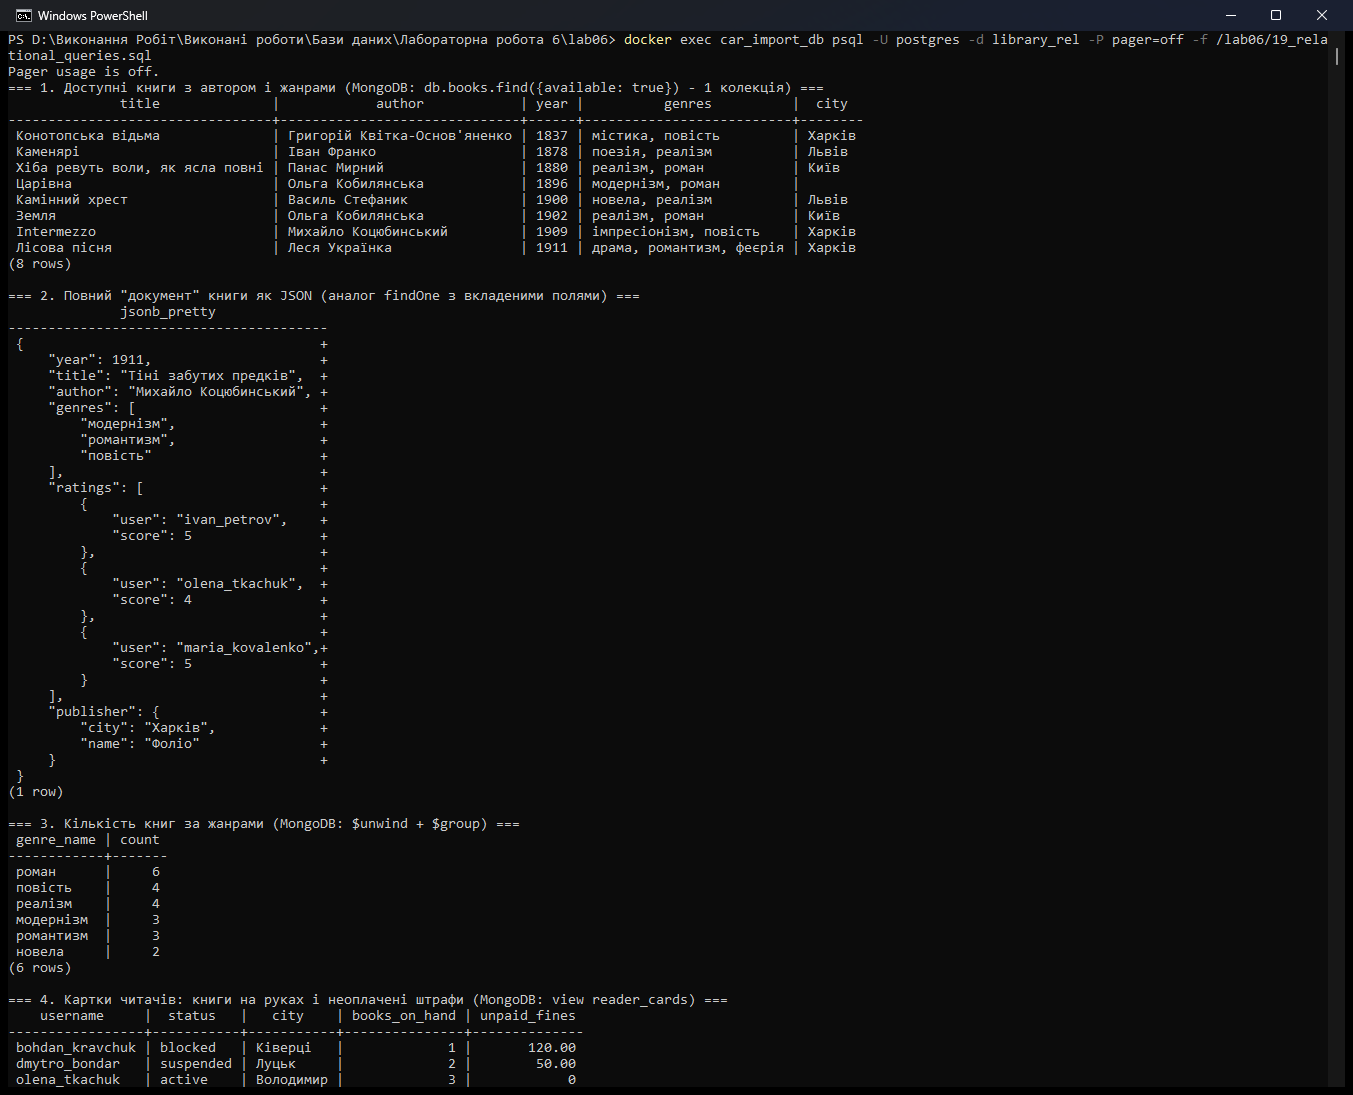 Windows PowerShell
PS D:\Виконання Робіт\Виконані роботи\Бази даних\Лабораторна робота 6\lab06> docker exec car_import_db psql -U postgres -d library_rel -P pager=off -f /lab06/19_rela
tional_queries.sql
Pager usage is off.
=== 1. Доступні книги з автором і жанрами (MongoDB: db.books.find({available: true}) - 1 колекція) ===
              title              |            author            | year |          genres          |  city
---------------------------------+------------------------------+------+--------------------------+--------
 Конотопська відьма              | Григорій Квітка-Основ'яненко | 1837 | містика, повість         | Харків
 Каменярі                        | Іван Франко                  | 1878 | поезія, реалізм          | Львів
 Хіба ревуть воли, як ясла повні | Панас Мирний                 | 1880 | реалізм, роман           | Київ
 Царівна                         | Ольга Кобилянська            | 1896 | модернізм, роман         |
 Камінний хрест                  | Василь Стефаник              | 1900 | новела, реалізм          | Львів
 Земля                           | Ольга Кобилянська            | 1902 | реалізм, роман           | Київ
 Intermezzo                      | Михайло Коцюбинський         | 1909 | імпресіонізм, повість    | Харків
 Лісова пісня                    | Леся Українка                | 1911 | драма, романтизм, феєрія | Харків
(8 rows)
=== 2. Повний "документ" книги як JSON (аналог findOne з вкладеними полями) ===
              jsonb_pretty
----------------------------------------
 {                                     +
     "year": 1911,                     +
     "title": "Тіні забутих предків",  +
     "author": "Михайло Коцюбинський", +
     "genres": [                       +
         "модернізм",                  +
         "романтизм",                  +
         "повість"                     +
     ],                                +
     "ratings": [                      +
         {                             +
             "user": "ivan_petrov",    +
             "score": 5                +
         },                            +
         {                             +
             "user": "olena_tkachuk",  +
             "score": 4                +
         },                            +
         {                             +
             "user": "maria_kovalenko",+
             "score": 5                +
         }                             +
     ],                                +
     "publisher": {                    +
         "city": "Харків",             +
         "name": "Фоліо"               +
     }                                 +
 }
(1 row)
=== 3. Кількість книг за жанрами (MongoDB: $unwind + $group) ===
 genre_name | count
------------+-------
 роман      |     6
 повість    |     4
 реалізм    |     4
 модернізм  |     3
 романтизм  |     3
 новела     |     2
(6 rows)
=== 4. Картки читачів: книги на руках і неоплачені штрафи (MongoDB: view reader_cards) ===
    username     |  status   |   city    | books_on_hand | unpaid_fines
-----------------+-----------+-----------+---------------+--------------
 bohdan_kravchuk | blocked   | Ківерці   |             1 |       120.00
 dmytro_bondar   | suspended | Луцьк     |             2 |        50.00
 olena_tkachuk   | active    | Володимир |             3 |            0